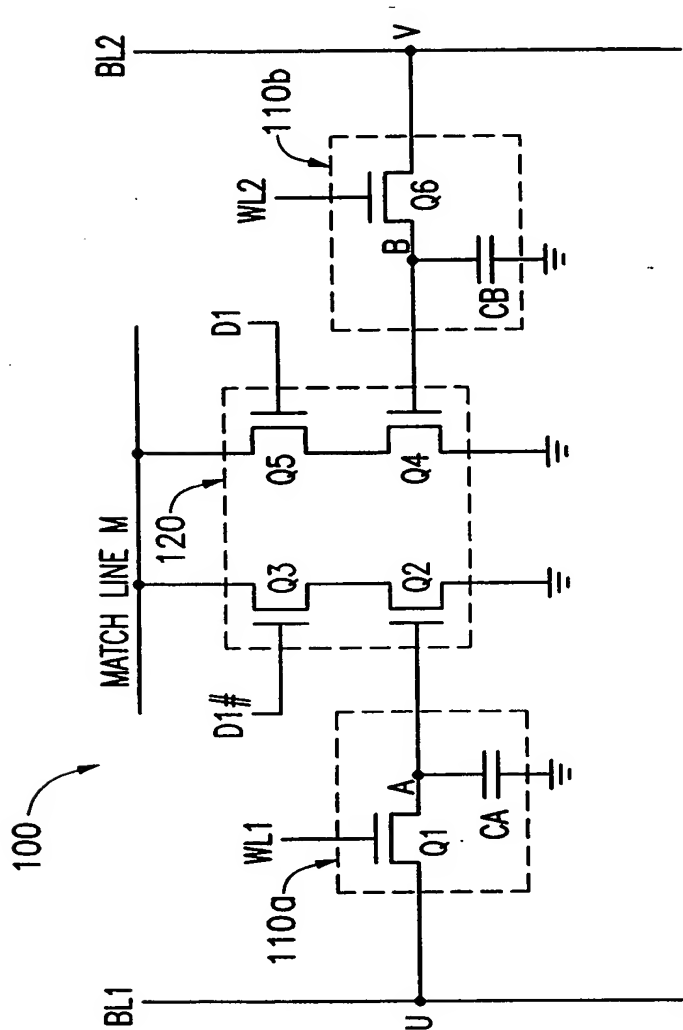 100
MATCH LINE M
BL1
BL2
120
D1#
D1
Q3
Q5
Q2
Q4
110a
WL1
WL2
110b
A
B
Q1
Q6
CA
CB
U
V